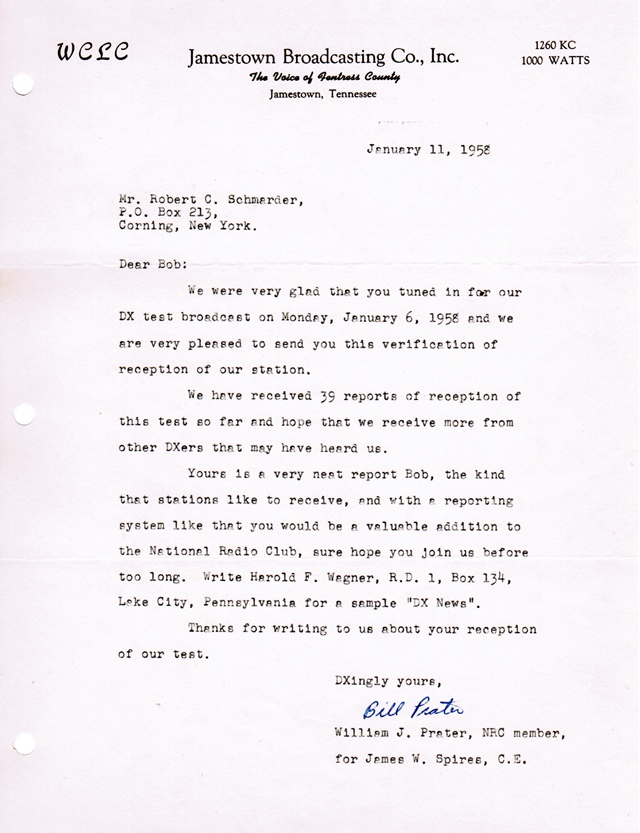 WCLC
Jamestown Broadcasting Co., Inc.
1260 KC
1000 WATTS
The Voice of Fentress County
Jamestown, Tennessee
January 11, 1958
Mr. Robert C. Schmarder,
P.O. Box 213,
Corning, New York.
Dear Bob:
We were very glad that you tuned in for our
DX test broadcast on Monday, January 6, 1958 and we
are very pleased to send you this verification of
reception of our station.
We have received 39 reports of reception of
this test so far and hope that we receive more from
other DXers that may have heard us.
Yours is a very neat report Bob, the kind
that stations like to receive, and with a reporting
system like that you would be a valuable addition to
the National Radio Club, sure hope you join us before
too long.  Write Harold F. Wagner, R.D. 1, Box 134,
Lake City, Pennsylvania for a sample "DX News".
Thanks for writing to us about your reception
of our test.
DXingly yours,
Bill Prater
William J. Prater, NRC member,
for James W. Spires, C.E.